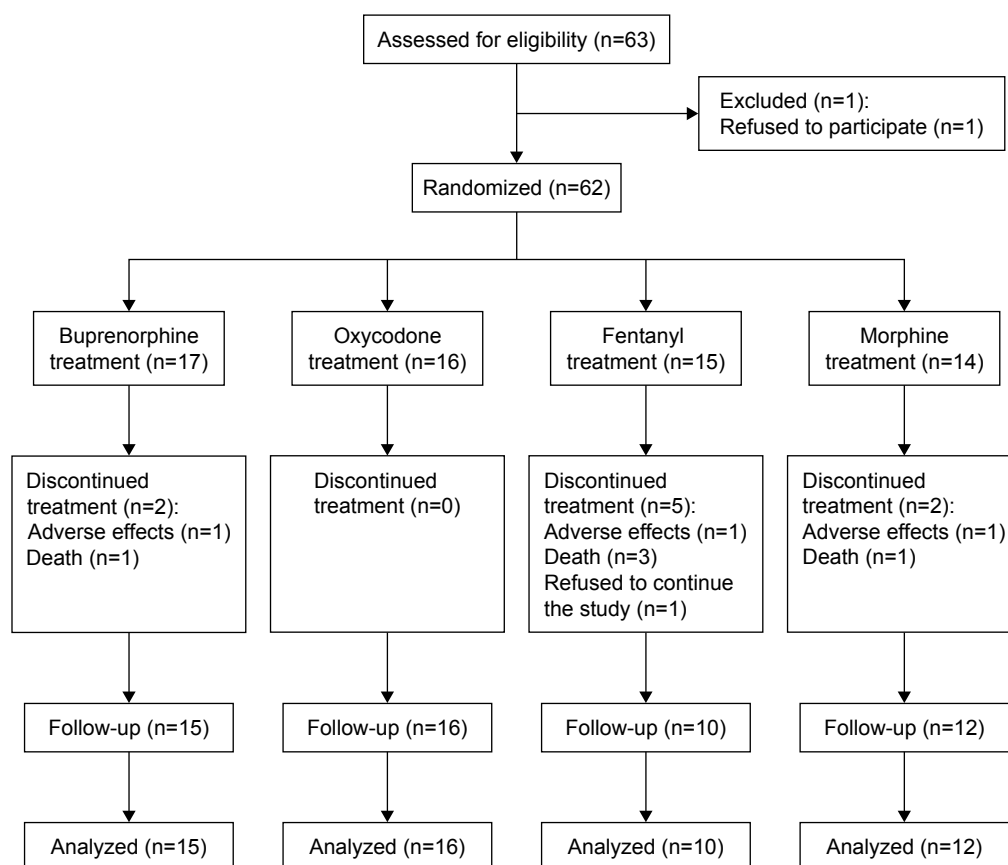 Assessed for eligibility (n=63)
Excluded (n=1):
Refused to participate (n=1)
Randomized (n=62)
Buprenorphine
treatment (n=17)
Oxycodone
treatment (n=16)
Fentanyl
treatment (n=15)
Morphine
treatment (n=14)
Discontinued
treatment (n=2):
Adverse effects (n=1)
Death (n=1)
Discontinued
treatment (n=0)
Discontinued
treatment (n=5):
Adverse effects (n=1)
Death (n=3)
Refused to continue
the study (n=1)
Discontinued
treatment (n=2):
Adverse effects (n=1)
Death (n=1)
Follow-up (n=15)
Follow-up (n=16)
Follow-up (n=10)
Follow-up (n=12)
Analyzed (n=15)
Analyzed (n=16)
Analyzed (n=10)
Analyzed (n=12)